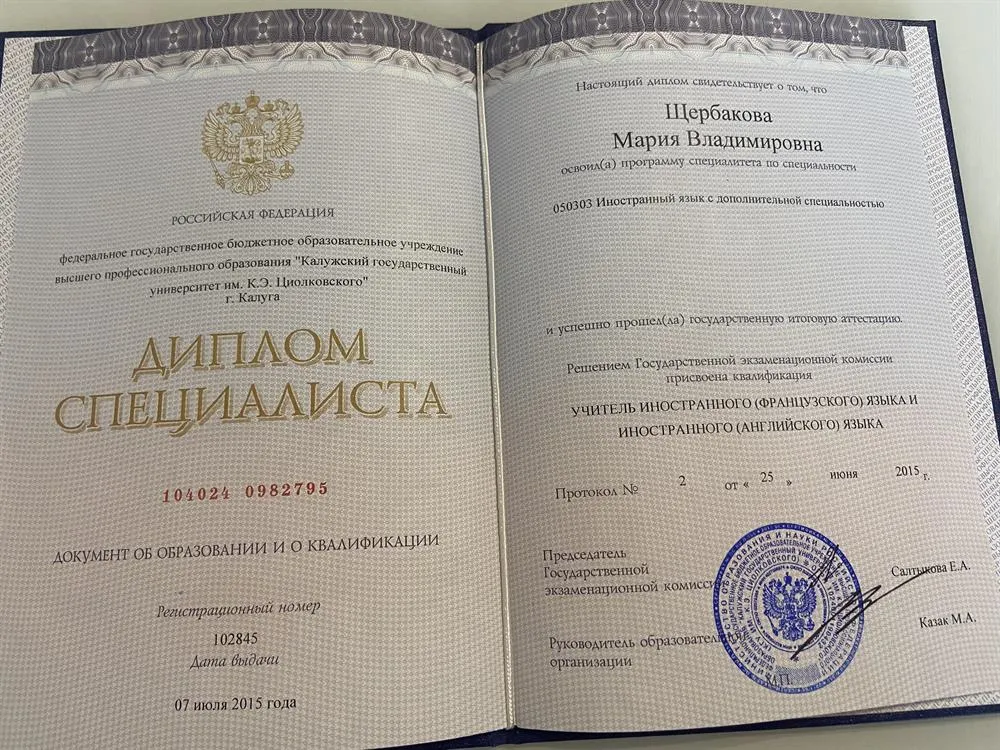 РОССИЙСКАЯ ФЕДЕРАЦИЯ
федеральное государственное бюджетное образовательное учреждение
высшего профессионального образования "Калужский государственный
университет им. К.Э. Циолковского"
г. Калуга
ДИПЛОМ
СПЕЦИАЛИСТА
104024 0982795
ДОКУМЕНТ ОБ ОБРАЗОВАНИИ И О КВАЛИФИКАЦИИ
Регистрационный номер
102845
Дата выдачи
07 июля 2015 года
Настоящий диплом свидетельствует о том, что
Щербакова
Мария Владимировна
освоил(а) программу специалитета по специальности
050303 Иностранный язык с дополнительной специальностью
и успешно прошел(ла) государственную итоговую аттестацию.
Решением Государственной экзаменационной комиссии
присвоена квалификация
УЧИТЕЛЬ ИНОСТРАННОГО (ФРАНЦУЗСКОГО) ЯЗЫКА И
ИНОСТРАННОГО (АНГЛИЙСКОГО) ЯЗЫКА
Протокол № 2 от « 25 » июня 2015 г.
Председатель
Государственной
экзаменационной комиссии
Салтыкова Е.А.
Руководитель образовательной
организации
Казак М.А.
М.П.